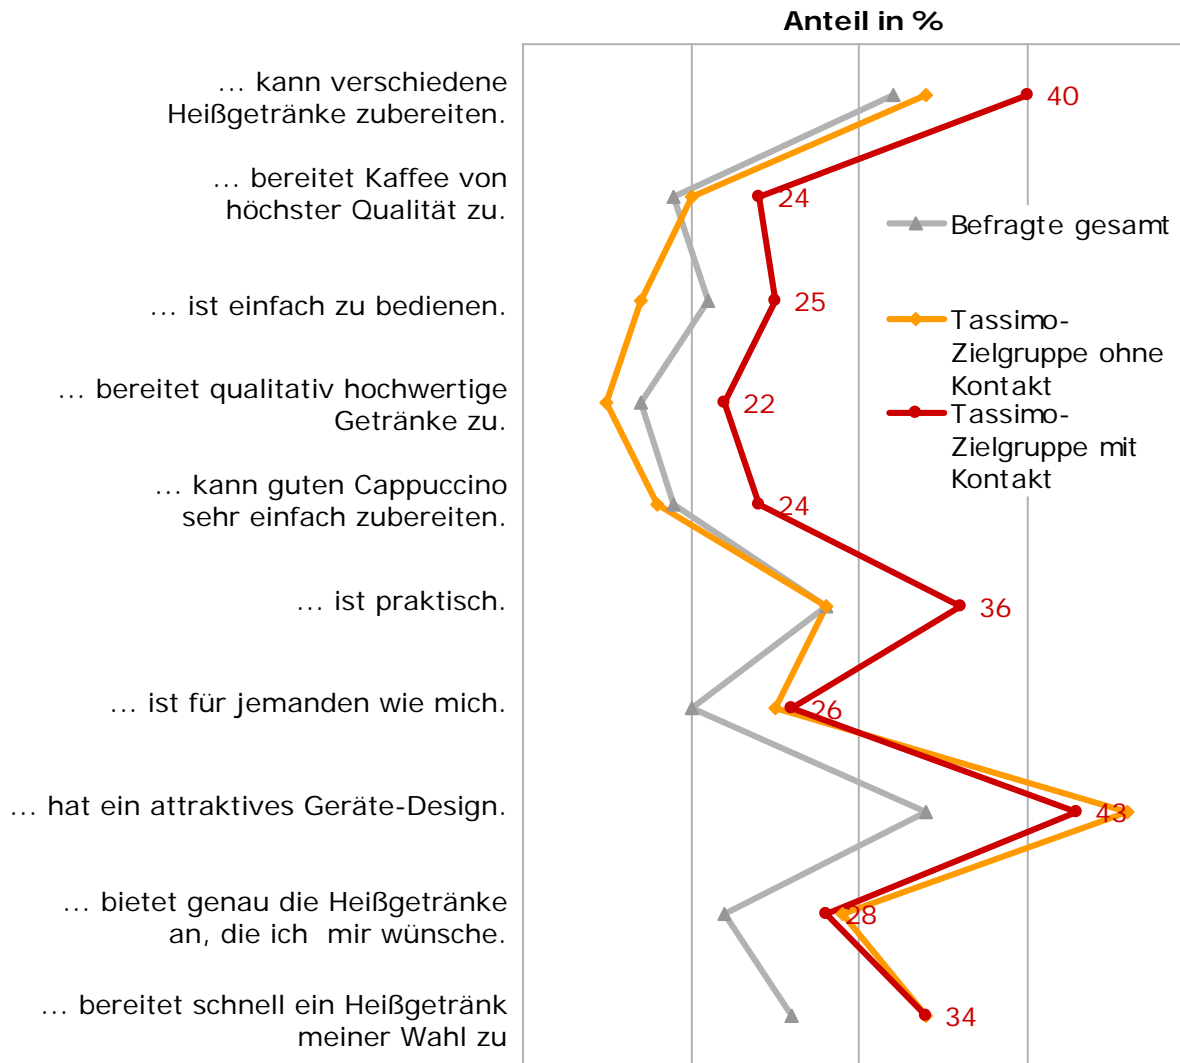 Anteil in %
... kann verschiedene
Heißgetränke zubereiten.
40
... bereitet Kaffee von
höchster Qualität zu.
24
Befragte gesamt
... ist einfach zu bedienen.
25
Tassimo-
Zielgruppe ohne
Kontakt
... bereitet qualitativ hochwertige
Getränke zu.
22
Tassimo-
Zielgruppe mit
Kontakt
... kann guten Cappuccino
sehr einfach zubereiten.
24
... ist praktisch.
36
... ist für jemanden wie mich.
26
... hat ein attraktives Geräte-Design.
43
... bietet genau die Heißgetränke
an, die ich mir wünsche.
28
... bereitet schnell ein Heißgetränk
meiner Wahl zu
34